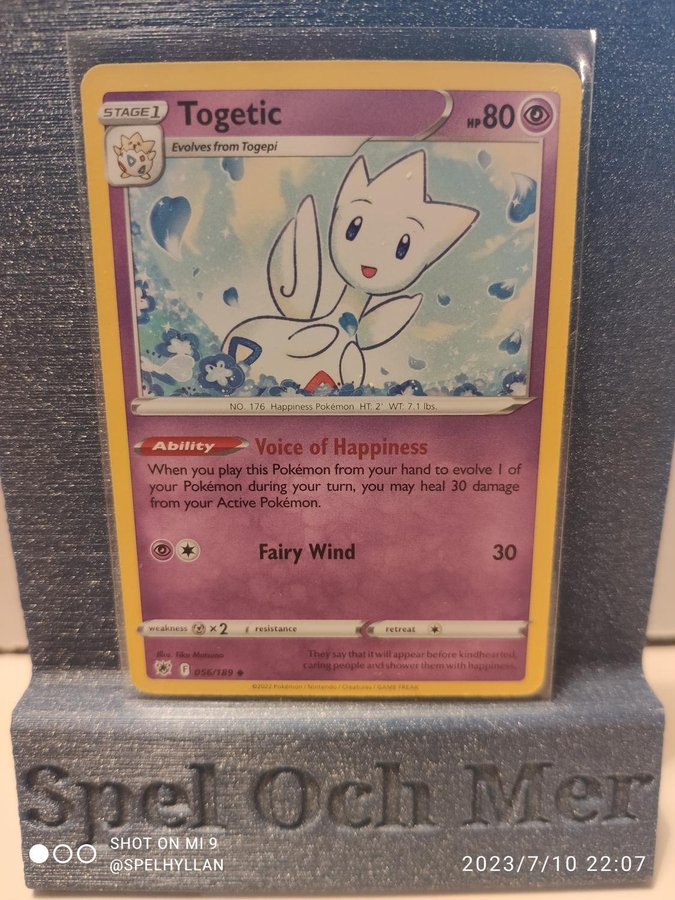 STAGE 1 Togetic HP 80
Evolves from Togepi
NO. 176 Happiness Pokémon HT: 2' WT: 7.1 lbs.
Ability Voice of Happiness
When you play this Pokémon from your hand to evolve 1 of
your Pokémon during your turn, you may heal 30 damage
from your Active Pokémon.
Fairy Wind 30
weakness ×2 resistance retreat
Illus. Tika Matsuno
They say that it will appear before kindhearted,
caring people and shower them with happiness.
F 056/189
©2022 Pokémon / Nintendo / Creatures / GAME FREAK
Spel Och Mer
SHOT ON MI 9
@SPELHYLLAN
2023/7/10 22:07